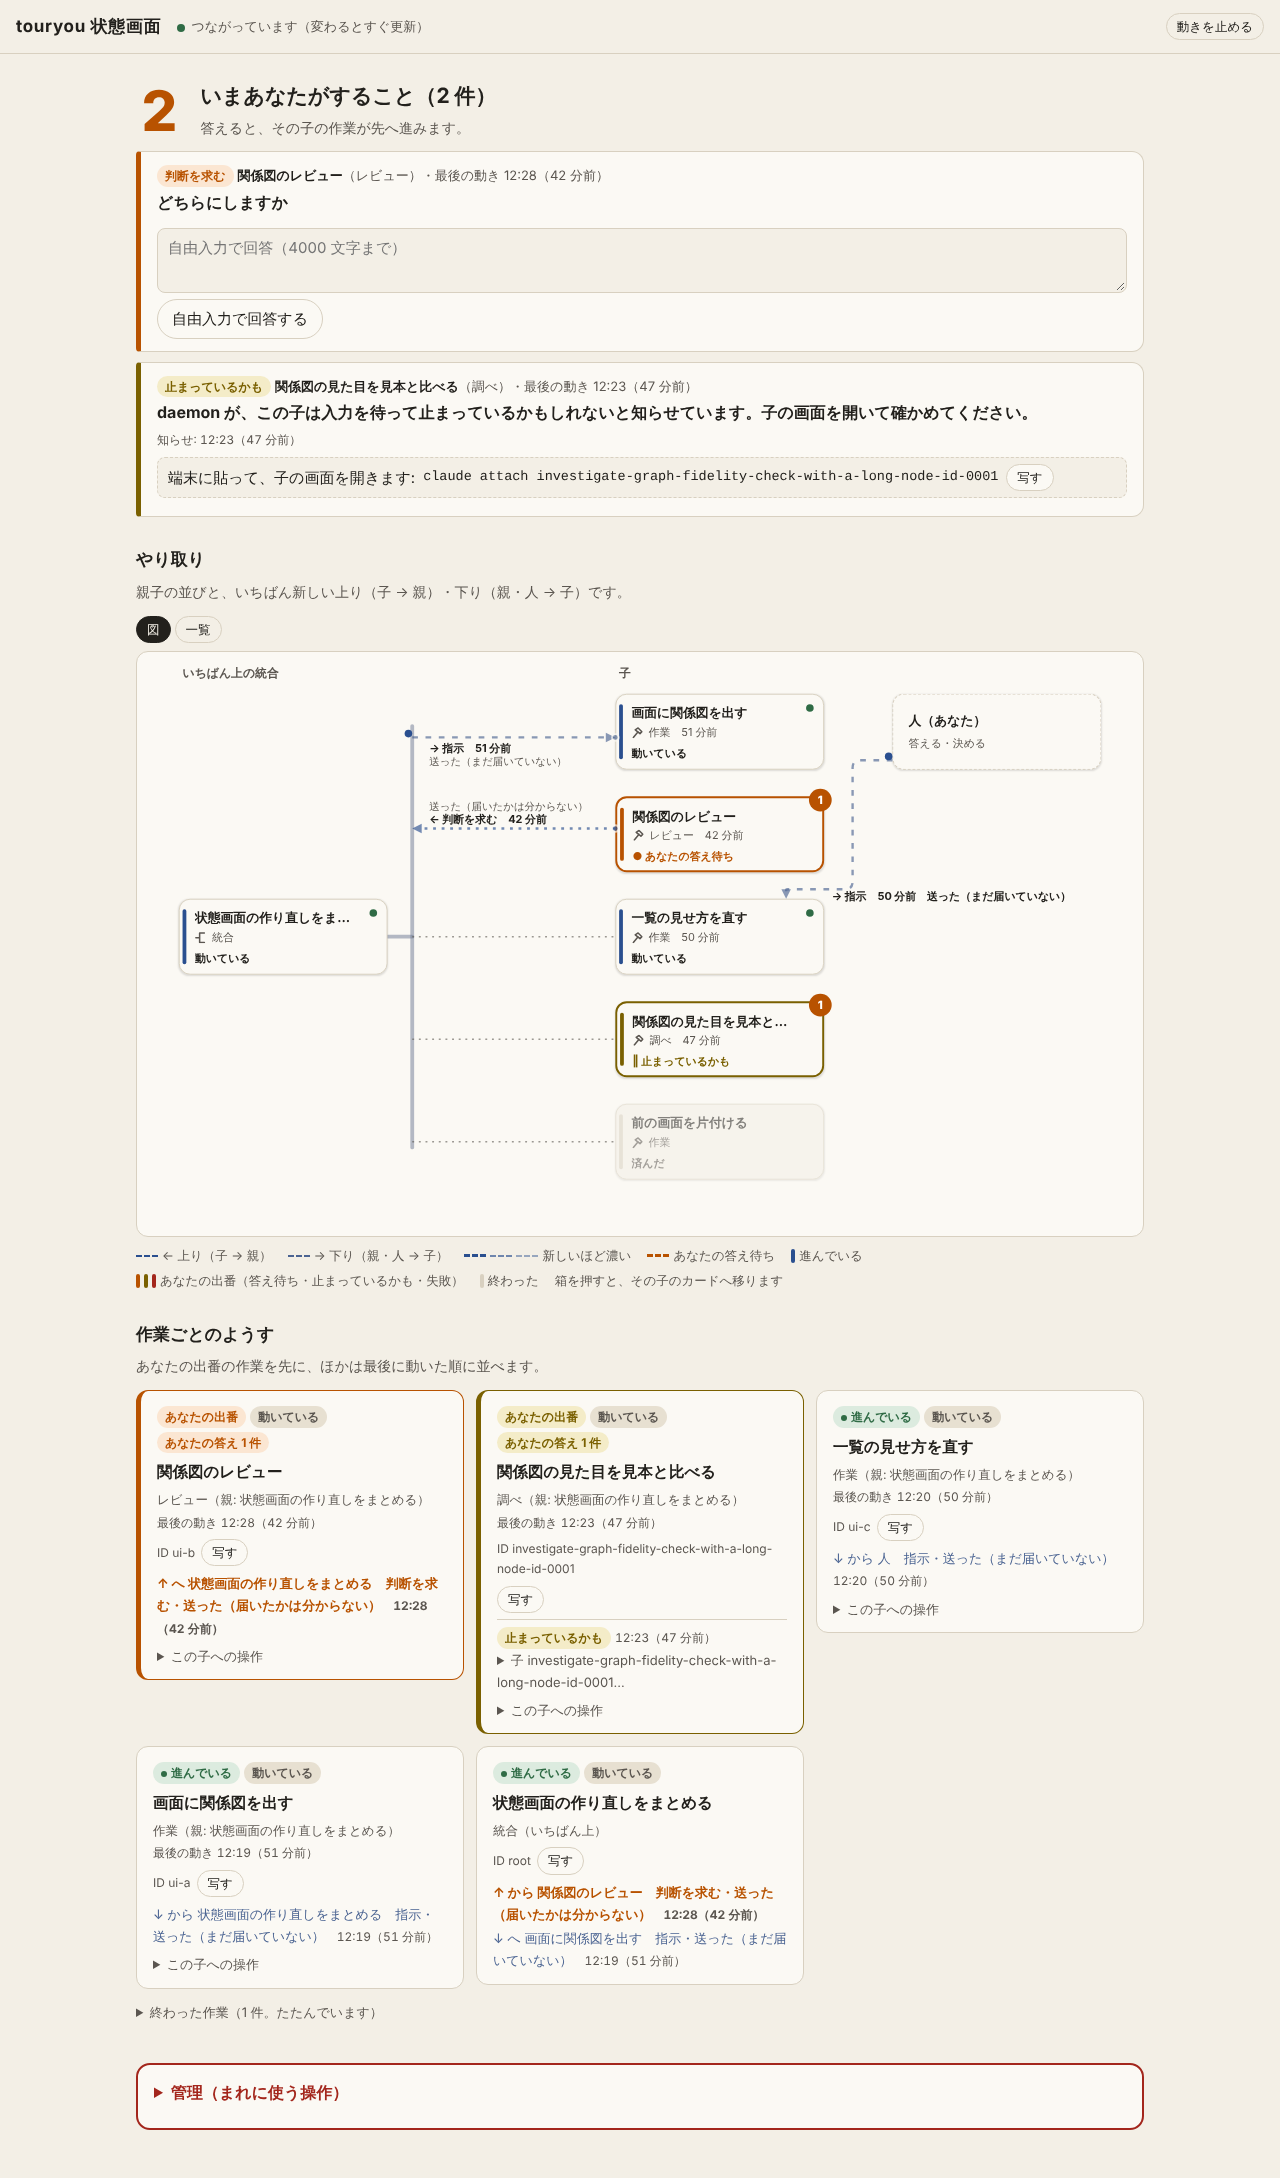 touryou 状態画面
つながっています（変わるとすぐ更新）
動きを止める
2
いまあなたがすること（2 件）
答えると、その子の作業が先へ進みます。
判断を求む 関係図のレビュー（レビュー）・最後の動き 12:28（42 分前）
どちらにしますか
自由入力で回答（4000 文字まで）
自由入力で回答する
止まっているかも 関係図の見た目を見本と比べる（調べ）・最後の動き 12:23（47 分前）
daemon が、この子は入力を待って止まっているかもしれないと知らせています。子の画面を開いて確かめてください。
知らせ: 12:23（47 分前）
端末に貼って、子の画面を開きます: claude attach investigate-graph-fidelity-check-with-a-long-node-id-0001 写す
やり取り
親子の並びと、いちばん新しい上り（子 → 親）・下り（親・人 → 子）です。
図 一覧
いちばん上の統合
子
画面に関係図を出す
作業 51 分前
動いている
人（あなた）
答える・決める
→ 指示 51 分前
送った（まだ届いていない）
送った（届いたかは分からない）
← 判断を求む 42 分前
1
関係図のレビュー
レビュー 42 分前
● あなたの答え待ち
→ 指示 50 分前 送った（まだ届いていない）
状態画面の作り直しをま…
統合
動いている
一覧の見せ方を直す
作業 50 分前
動いている
1
関係図の見た目を見本と…
調べ 47 分前
止まっているかも
前の画面を片付ける
作業
済んだ
← 上り（子 → 親） → 下り（親・人 → 子） 新しいほど濃い あなたの答え待ち 進んでいる
あなたの出番（答え待ち・止まっているかも・失敗） 終わった 箱を押すと、その子のカードへ移ります
作業ごとのようす
あなたの出番の作業を先に、ほかは最後に動いた順に並べます。
あなたの出番 動いている
あなたの答え 1 件
関係図のレビュー
レビュー（親: 状態画面の作り直しをまとめる）
最後の動き 12:28（42 分前）
ID ui-b 写す
↑ へ 状態画面の作り直しをまとめる 判断を求
む・送った（届いたかは分からない） 12:28
（42 分前）
▶ この子への操作
あなたの出番 動いている
あなたの答え 1 件
関係図の見た目を見本と比べる
調べ（親: 状態画面の作り直しをまとめる）
最後の動き 12:23（47 分前）
ID investigate-graph-fidelity-check-with-a-long-
node-id-0001
写す
止まっているかも 12:23（47 分前）
▶ 子 investigate-graph-fidelity-check-with-a-
long-node-id-0001…
▶ この子への操作
進んでいる 動いている
一覧の見せ方を直す
作業（親: 状態画面の作り直しをまとめる）
最後の動き 12:20（50 分前）
ID ui-c 写す
↓ から 人 指示・送った（まだ届いていない）
12:20（50 分前）
▶ この子への操作
進んでいる 動いている
画面に関係図を出す
作業（親: 状態画面の作り直しをまとめる）
最後の動き 12:19（51 分前）
ID ui-a 写す
↓ から 状態画面の作り直しをまとめる 指示・
送った（まだ届いていない） 12:19（51 分前）
▶ この子への操作
進んでいる 動いている
状態画面の作り直しをまとめる
統合（いちばん上）
ID root 写す
↑ から 関係図のレビュー 判断を求む・送った
（届いたかは分からない） 12:28（42 分前）
↓ へ 画面に関係図を出す 指示・送った（まだ届
いていない） 12:19（51 分前）
▶ 終わった作業（1 件。たたんでいます）
▶ 管理（まれに使う操作）